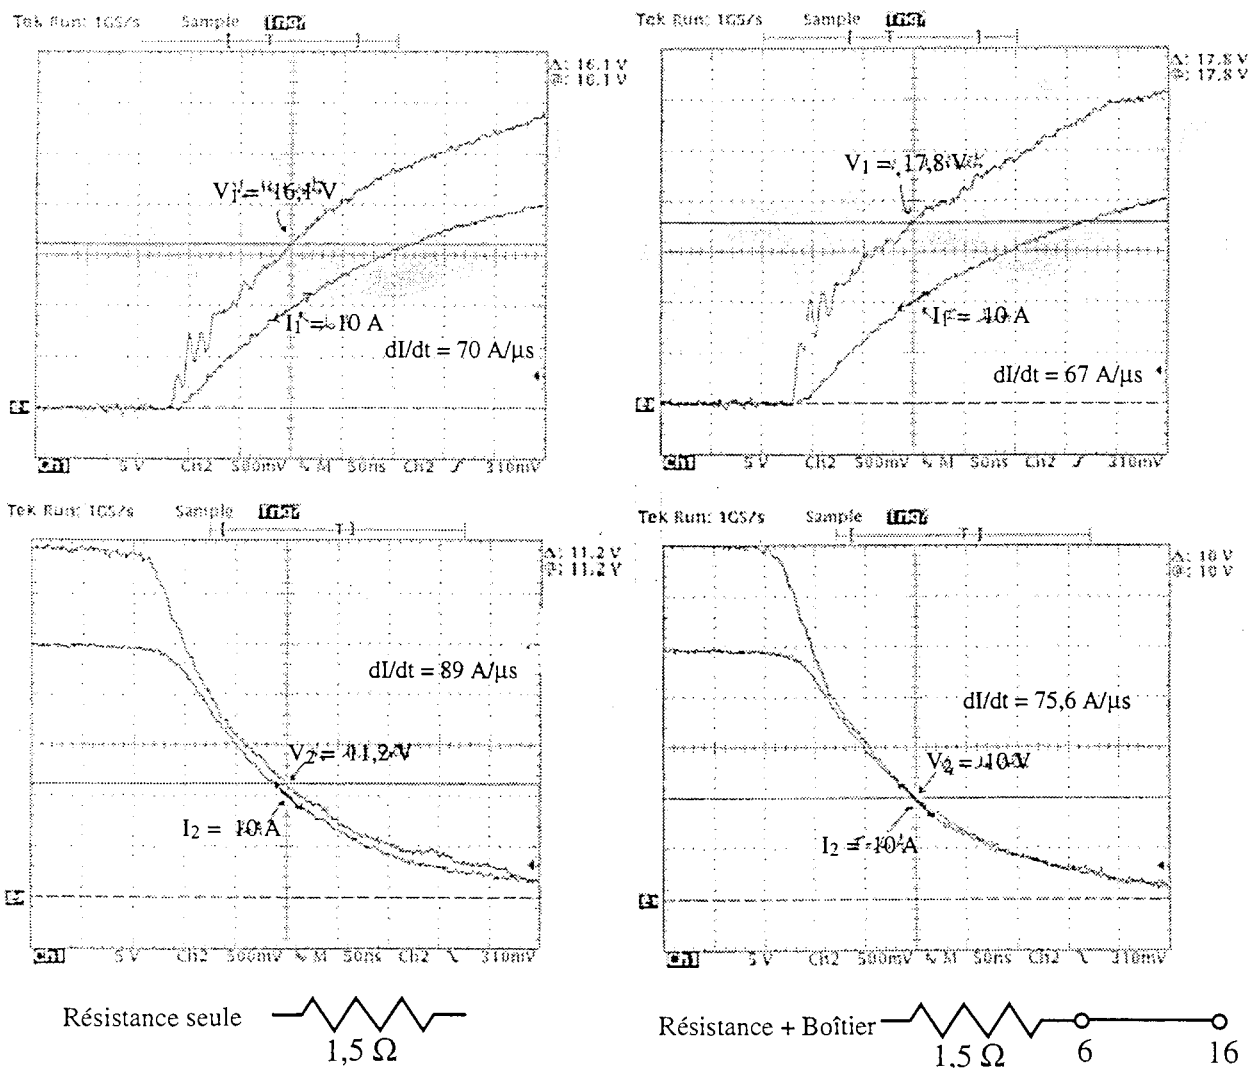 Tek Run: 1GS/s Sample Trig?
Δ: 16.1 V
@: 16.1 V
V1 = 16,1 V
I1 = 10 A
dI/dt = 70 A/μs
Ch1 5 V Ch2 500mV M 50ns Ch2 310mV
Tek Run: 1GS/s Sample Trig?
T
Δ: 17.8 V
@: 17.8 V
V1 = 17,8 V
I1 = 10 A
dI/dt = 67 A/μs
Ch1 5 V Ch2 500mV M 50ns Ch2 310mV
Tek Run: 1GS/s Sample Trig?
T
Δ: 11.2 V
@: 11.2 V
dI/dt = 89 A/μs
V2 = 11,2 V
I2 = 10 A
Ch1 5 V Ch2 500mV M 50ns Ch2 310mV
Tek Run: 1GS/s Sample Trig?
T
Δ: 10 V
@: 10 V
dI/dt = 75,6 A/μs
V2 = 10 V
I2 = 10 A
Ch1 5 V Ch2 500mV M 50ns Ch2 310mV
Résistance seule
1,5 Ω
Résistance + Boîtier
1,5 Ω 6 16